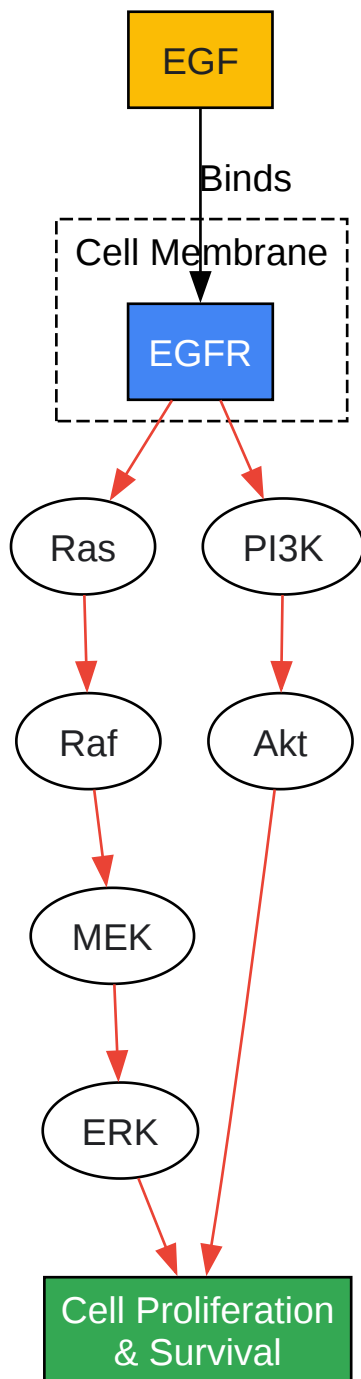 EGF
Binds
Cell Membrane
EGFR
Ras
PI3K
Raf
Akt
MEK
ERK
Cell Proliferation
& Survival